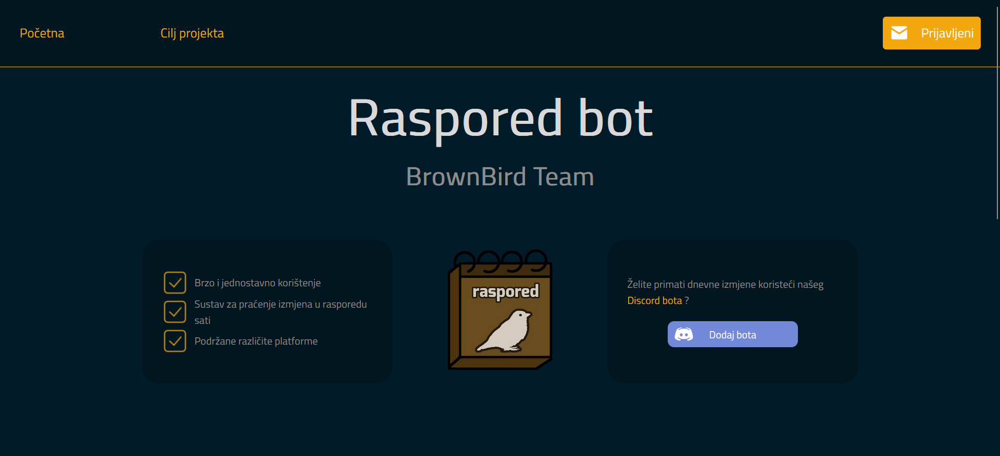 Početna
Cilj projekta
Prijavljeni
Raspored bot
BrownBird Team
Brzo i jednostavno korištenje
Sustav za praćenje izmjena u rasporedu
sati
Podržane različite platforme
raspored
Želite primati dnevne izmjene koristeći našeg
Discord bota ?
Dodaj bota